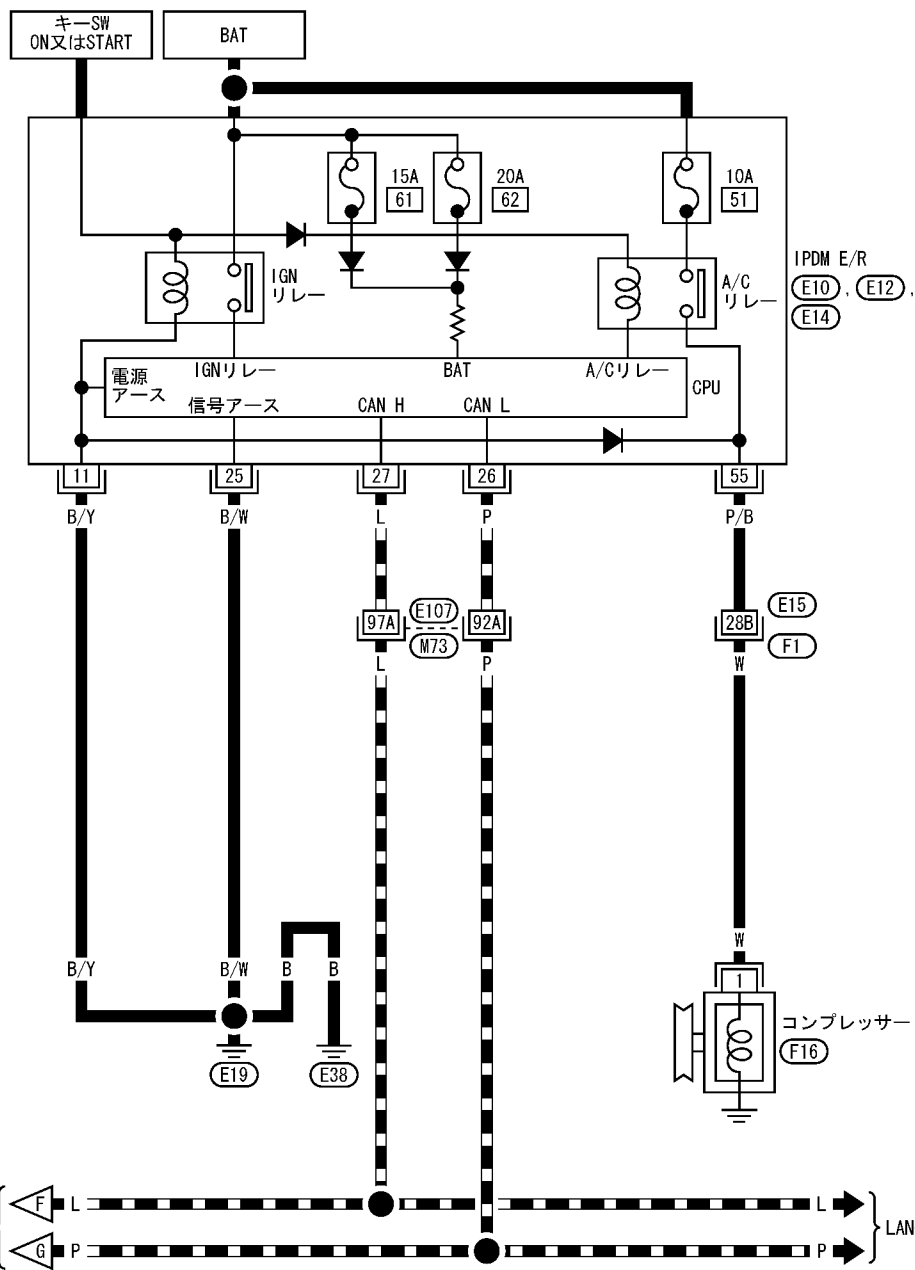 キーSW
ON又はSTART
BAT
15A
61
20A
62
10A
51
IGN
リレー
A/C
リレー
IPDM E/R
E10 , E12 ,
E14
電源
アース
IGNリレー
BAT
A/Cリレー
CPU
信号アース
CAN H
CAN L
11
25
27
26
55
B/Y
B/W
L
P
P/B
97A
E107
M73
92A
28B
E15
F1
L
P
W
B/Y
B/W
B
B
W
1
コンプレッサー
F16
E19
E38
F
L
L
LAN
G
P
P